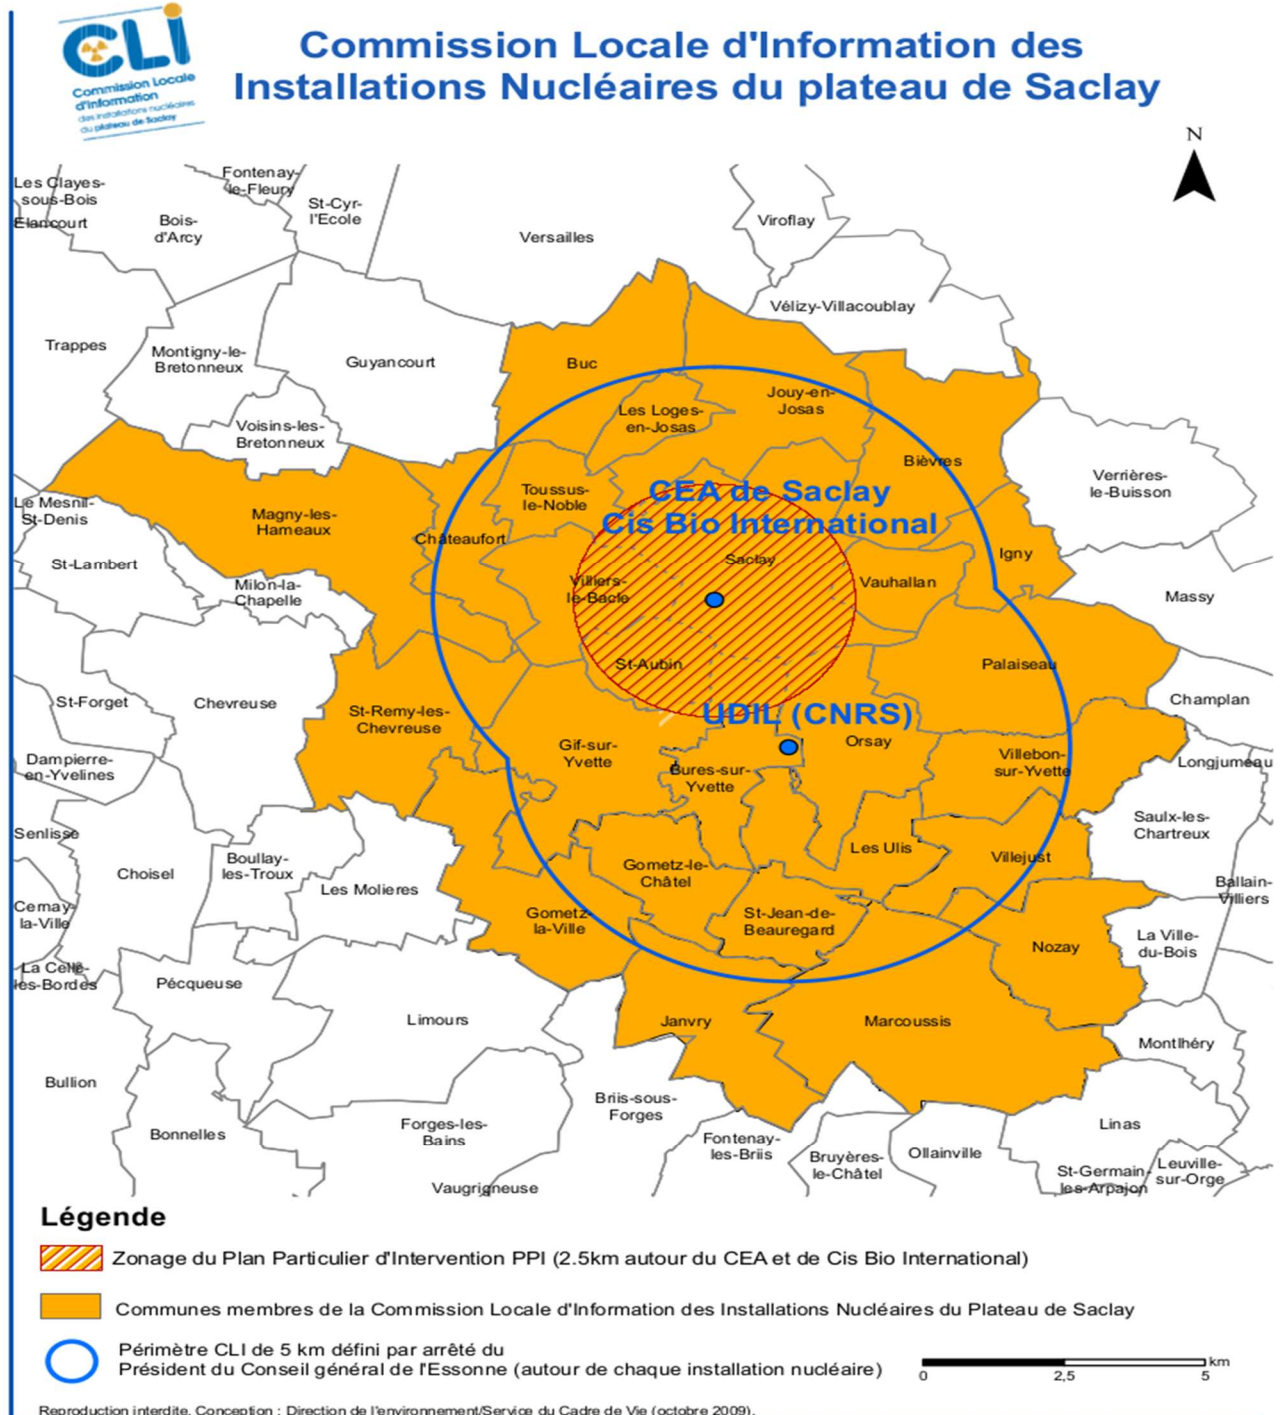 CLI
Commission Locale
d'Information
des installations nucléaires
du plateau de Saclay
Commission Locale d'Information des
Installations Nucléaires du plateau de Saclay
N
Les Clayes-
sous-Bois
Elancourt
Fontenay-
le-Fleury
St-Cyr-
l'Ecole
Bois-
d'Arcy
Versailles
Viroflay
Vélizy-Villacoublay
Trappes
Montigny-le-
Bretonneux
Guyancourt
Buc
Jouy-en-
Josas
Les Loges-
en-Josas
Voisins-les-
Bretonneux
Bièvres
Verrières-
le-Buisson
Le Mesnil-
St-Denis
Magny-les-
Hameaux
Toussus-
le-Noble
CEA de Saclay
Cis Bio International
Châteaufort
Saclay
Igny
St-Lambert
Milon-la-
Chapelle
Villiers-
le-Bacle
Vauhallan
Massy
St-Aubin
Palaiseau
St-Forget
Chevreuse
St-Remy-les-
Chevreuse
UDIL (CNRS)
Champlan
Dampierre-
en-Yvelines
Gif-sur-
Yvette
Bures-sur-
Yvette
Orsay
Villebon-
sur-Yvette
Longjumeau
Senlisse
Choisel
Boullay-
les-Troux
Les Molieres
Gometz-le-
Châtel
Les Ulis
Villejust
Saulx-les-
Chartreux
Ballain-
Villiers
Cernay-
la-Ville
Gometz-
la-Ville
St-Jean-de-
Beauregard
Nozay
La Ville-
du-Bois
La Celle-
les-Bordes
Pécqueuse
Limours
Janvry
Marcoussis
Montlhéry
Bullion
Bonnelles
Forges-les-
Bains
Briis-sous-
Forges
Fontenay-
les-Briis
Bruyères-
le-Châtel
Ollainville
Linas
St-Germain-
les-Arpajon
Leuville-
sur-Orge
Vaugrigneuse
Légende
Zonage du Plan Particulier d'Intervention PPI (2.5km autour du CEA et de Cis Bio International)
Communes membres de la Commission Locale d'Information des Installations Nucléaires du Plateau de Saclay
Périmètre CLI de 5 km défini par arrêté du
Président du Conseil général de l'Essonne (autour de chaque installation nucléaire)
km
0 2,5 5
Reproduction interdite. Conception : Direction de l'environnement/Service du Cadre de Vie (octobre 2009).